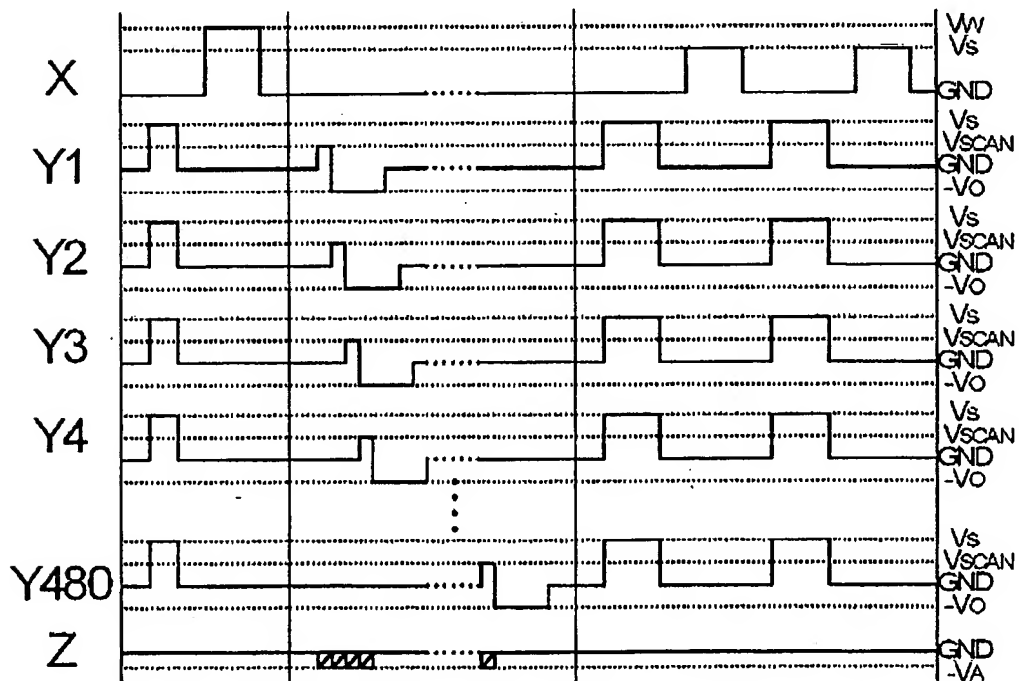 X
VW
VS
GND
Y1
VS
VSCAN
GND
-VO
Y2
VS
VSCAN
GND
-VO
Y3
VS
VSCAN
GND
-VO
Y4
VS
VSCAN
GND
-VO
Y480
VS
VSCAN
GND
-VO
Z
GND
-VA